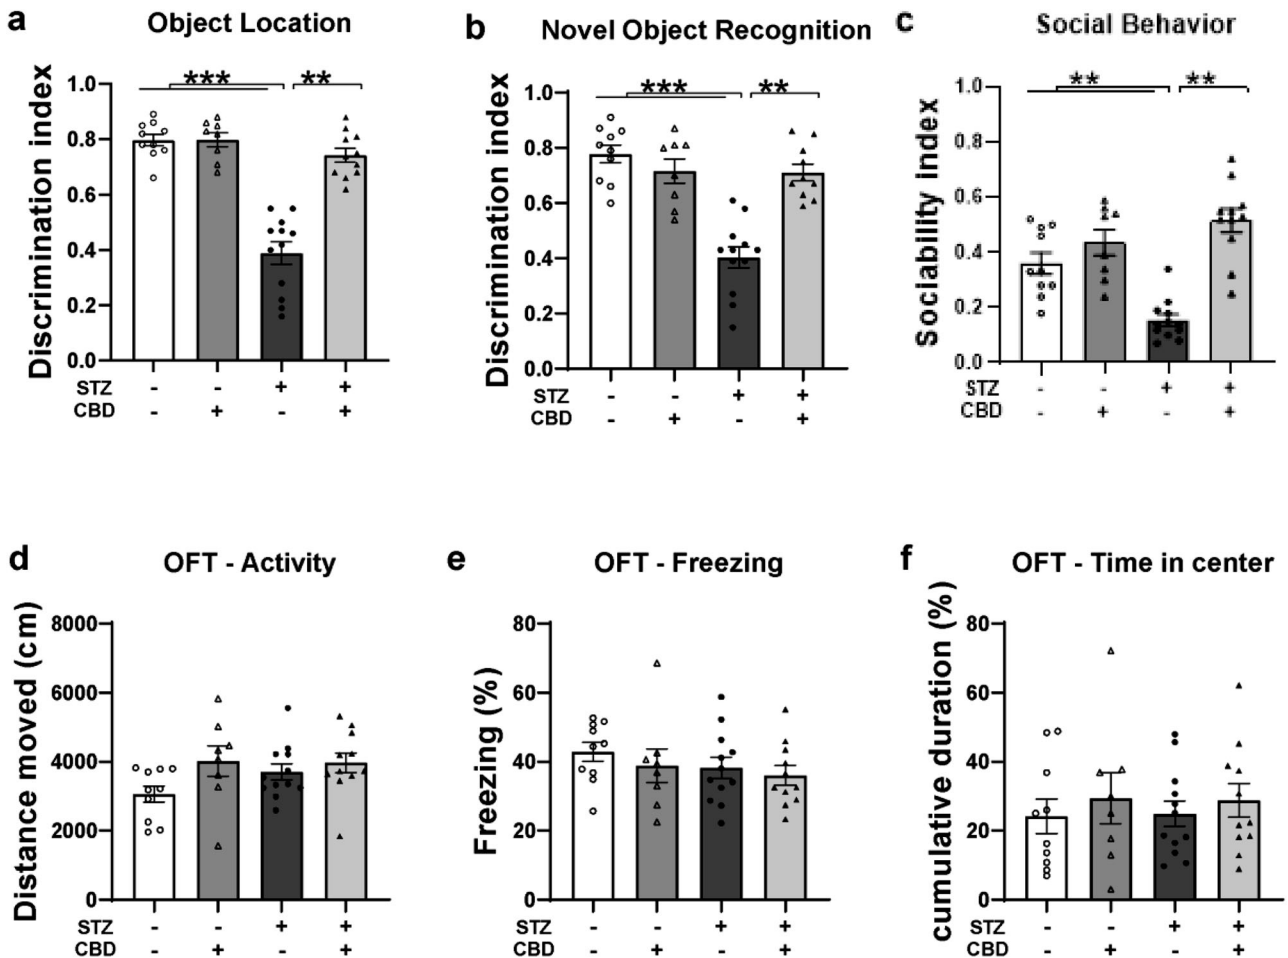 a Object Location
Discrimination index
1.0
0.8
0.6
0.4
0.2
0.0
*** **
STZ - - + +
CBD - + - +
b Novel Object Recognition
Discrimination index
1.0
0.8
0.6
0.4
0.2
0.0
*** **
STZ - - + +
CBD - + - +
c Social Behavior
Sociability index
1.0
0.8
0.6
0.4
0.2
0.0
** **
STZ - - + +
CBD - + - +
d OFT - Activity
Distance moved (cm)
8000
6000
4000
2000
0
STZ - - + +
CBD - + - +
e OFT - Freezing
Freezing (%)
80
60
40
20
0
STZ - - + +
CBD - + - +
f OFT - Time in center
cumulative duration (%)
80
60
40
20
0
STZ - - + +
CBD - + - +